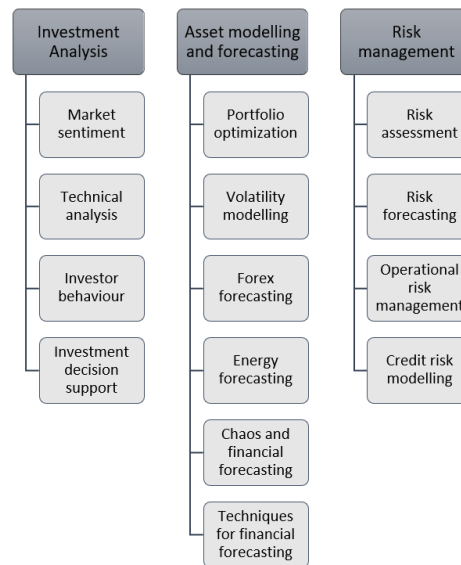 Investment
Analysis
Market
sentiment
Technical
analysis
Investor
behaviour
Investment
decision
support
Asset modelling
and forecasting
Portfolio
optimization
Volatility
modelling
Forex
forecasting
Energy
forecasting
Chaos and
financial
forecasting
Techniques
for financial
forecasting
Risk
management
Risk
assessment
Risk
forecasting
Operational
risk
management
Credit risk
modelling